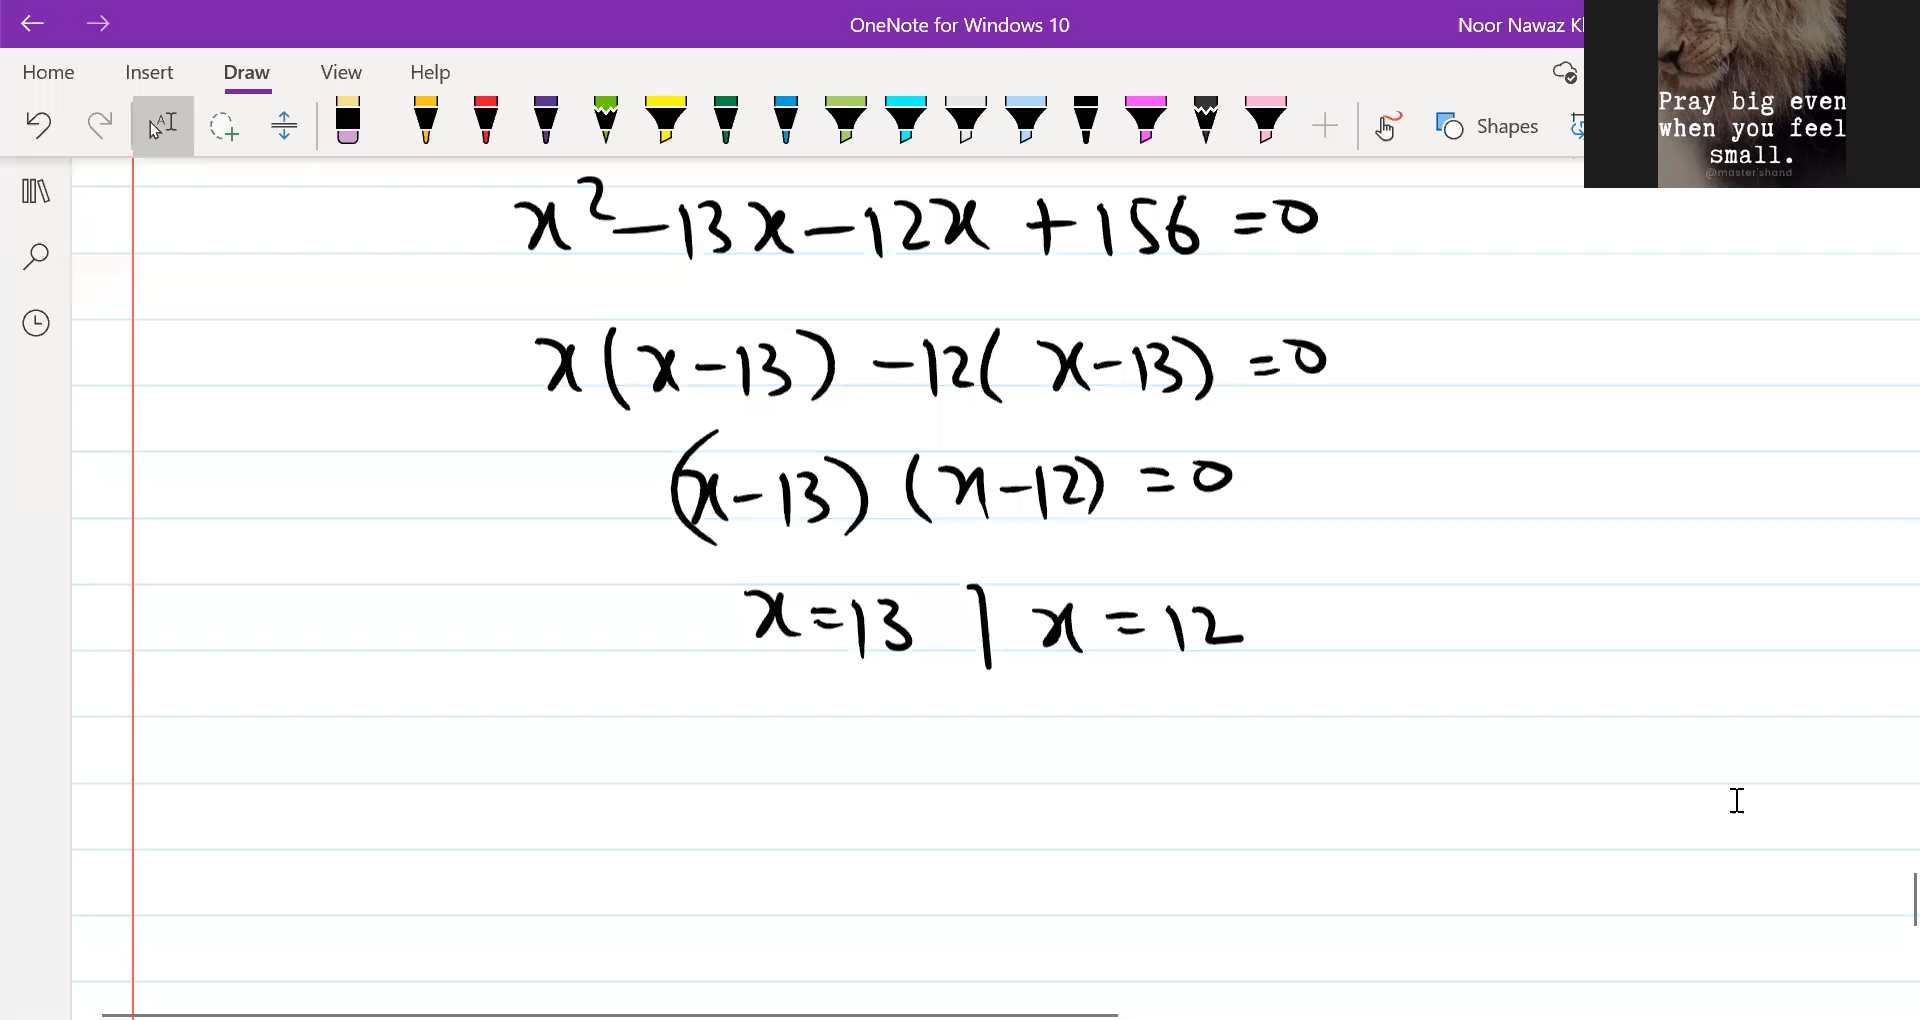 OneNote for Windows 10
Noor Nawaz K
Home Insert Draw View Help
Shapes
Pray big even
when you feel
small.
@master'shand
x² - 13x - 12x + 156 = 0
x(x - 13) - 12(x - 13) = 0
(x - 13) (x - 12) = 0
x = 13 | x = 12